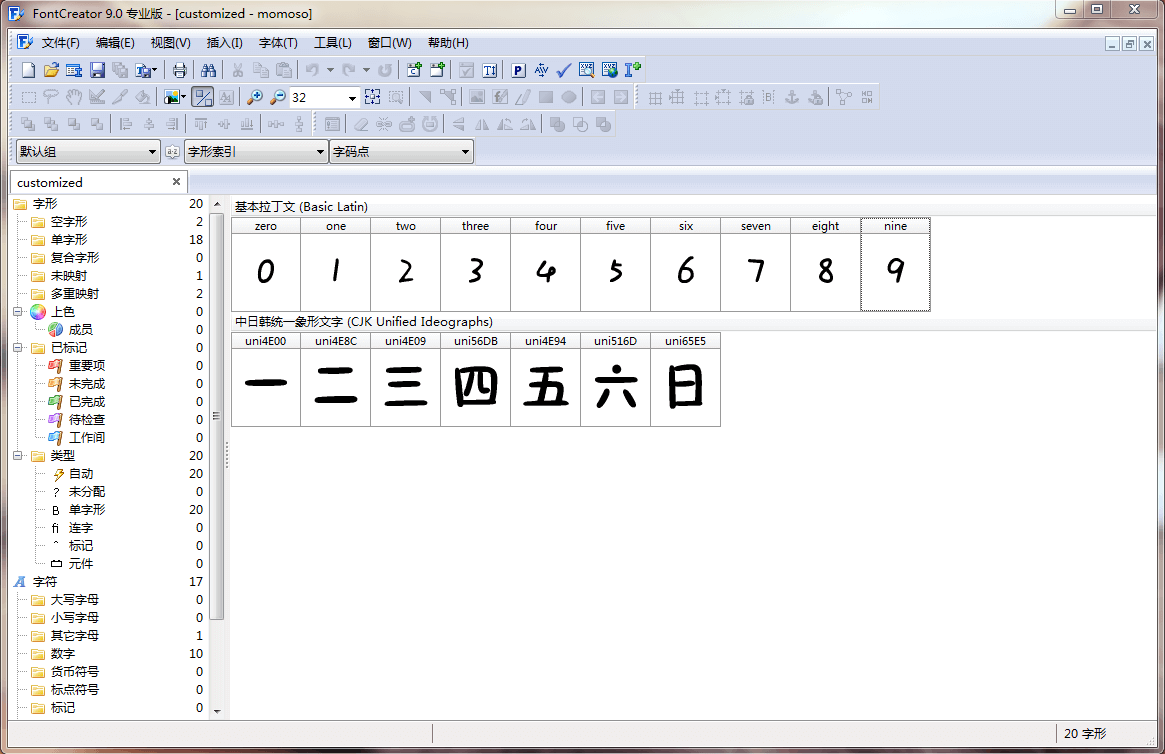 FontCreator 9.0 专业版 - [customized - momoso]
文件(F) 编辑(E) 视图(V) 插入(I) 字体(T) 工具(L) 窗口(W) 帮助(H)
32
默认组 字形索引 字码点
customized
字形 20
空字形 2
单字形 18
复合字形 0
未映射 1
多重映射 2
上色 0
成员 0
已标记 0
重要项 0
未完成 0
已完成 0
待检查 0
工作间 0
类型 20
自动 20
? 未分配 0
B 单字形 20
fi 连字 0
^ 标记 0
元件 0
字符 17
大写字母 0
小写字母 0
其它字母 1
数字 10
货币符号 0
标点符号 0
标记 0
基本拉丁文 (Basic Latin)
zero one two three four five six seven eight nine
0 1 2 3 4 5 6 7 8 9
中日韩统一象形文字 (CJK Unified Ideographs)
uni4E00 uni4E8C uni4E09 uni56DB uni4E94 uni516D uni65E5
一 二 三 四 五 六 日
20 字形